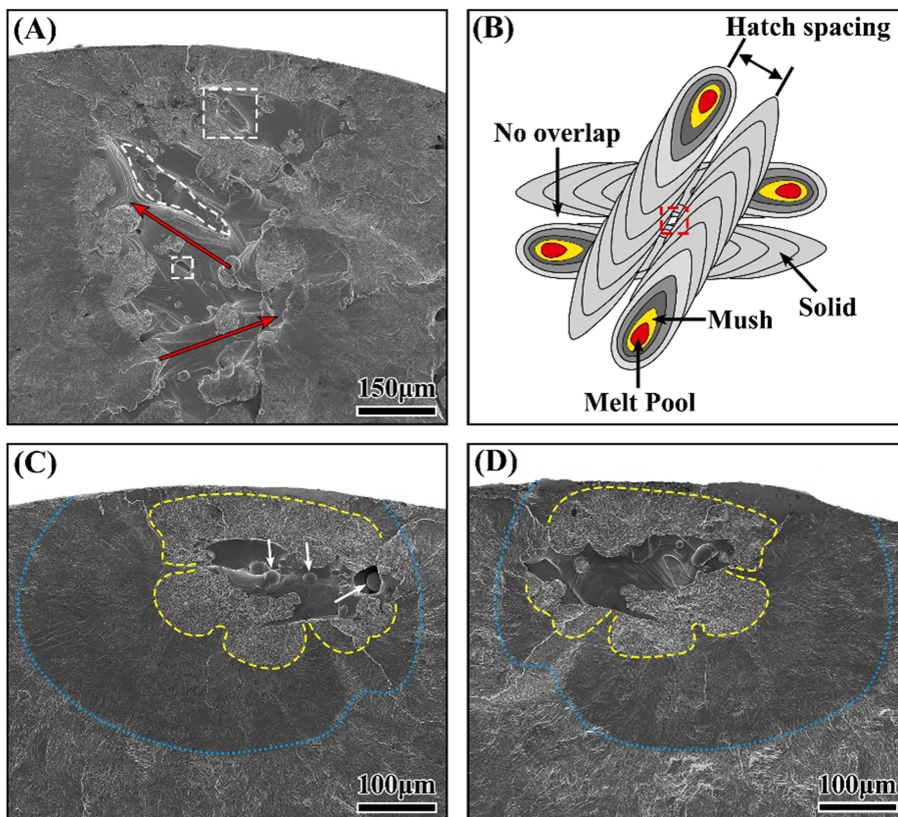 (A)
150μm
(B)
Hatch spacing
No overlap
Solid
Mush
Melt Pool
(C)
100μm
(D)
100μm